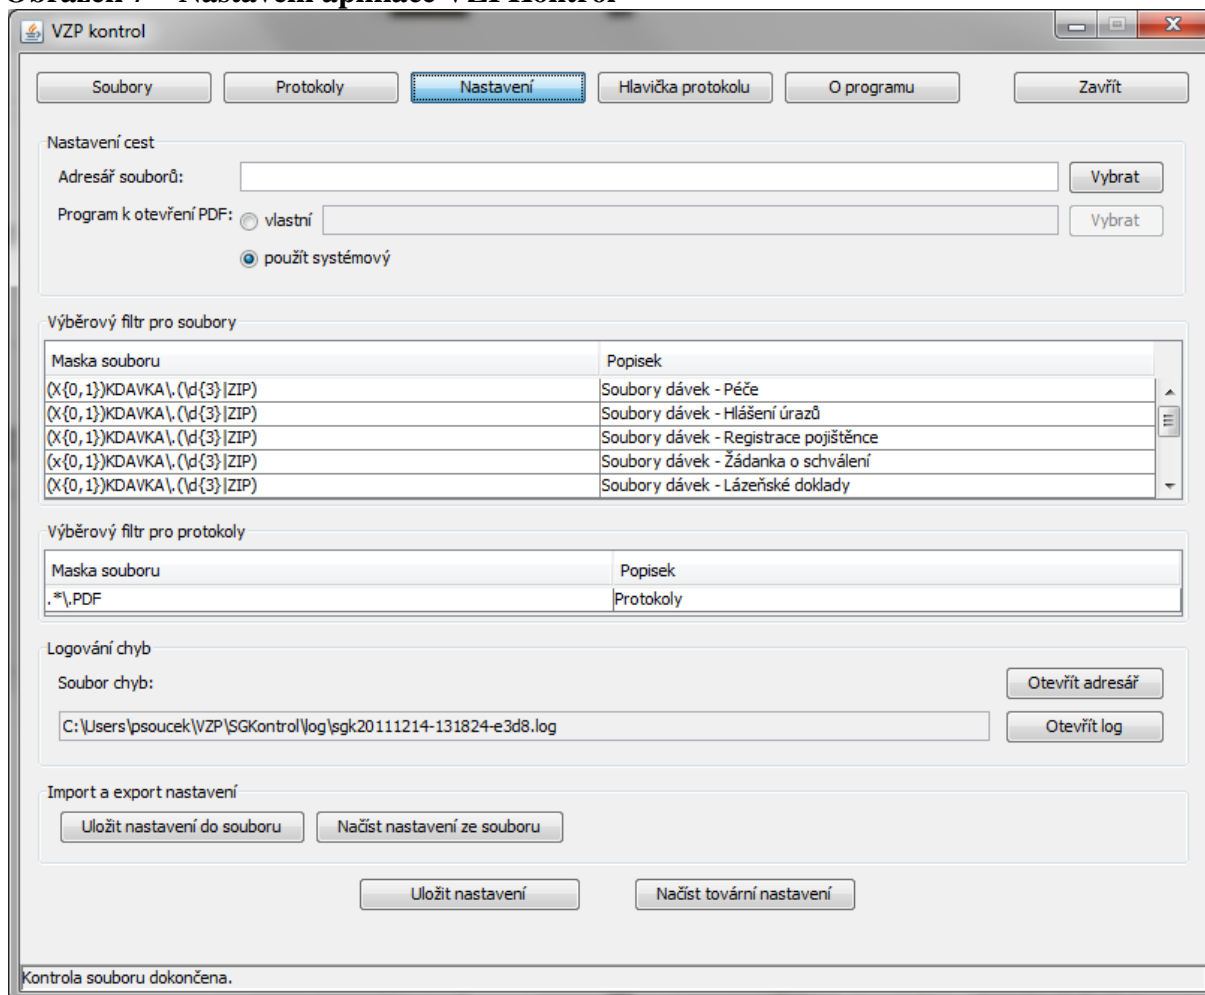 Obrázek 7 – Nastavení aplikace VZPKontrol
VZP kontrol
Soubory Protokoly Nastavení Hlavička protokolu O programu Zavřít
Nastavení cest
Adresář souborů: Vybrat
Program k otevření PDF: vlastní Vybrat
použít systémový
Výběrový filtr pro soubory
Maska souboru Popisek
(X{0,1})KDAVKA\.(\d{3}|ZIP) Soubory dávek - Péče
(X{0,1})KDAVKA\.(\d{3}|ZIP) Soubory dávek - Hlášení úrazů
(X{0,1})KDAVKA\.(\d{3}|ZIP) Soubory dávek - Registrace pojištěnce
(x{0,1})KDAVKA\.(\d{3}|ZIP) Soubory dávek - Žádanka o schválení
(X{0,1})KDAVKA\.(\d{3}|ZIP) Soubory dávek - Lázeňské doklady
Výběrový filtr pro protokoly
Maska souboru Popisek
.*\.PDF Protokoly
Logování chyb
Soubor chyb: Otevřít adresář
C:\Users\psoucek\VZP\SGKontrol\log\sgk20111214-131824-e3d8.log Otevřít log
Import a export nastavení
Uložit nastavení do souboru Načíst nastavení ze souboru
Uložit nastavení Načíst tovární nastavení
Kontrola souboru dokončena.